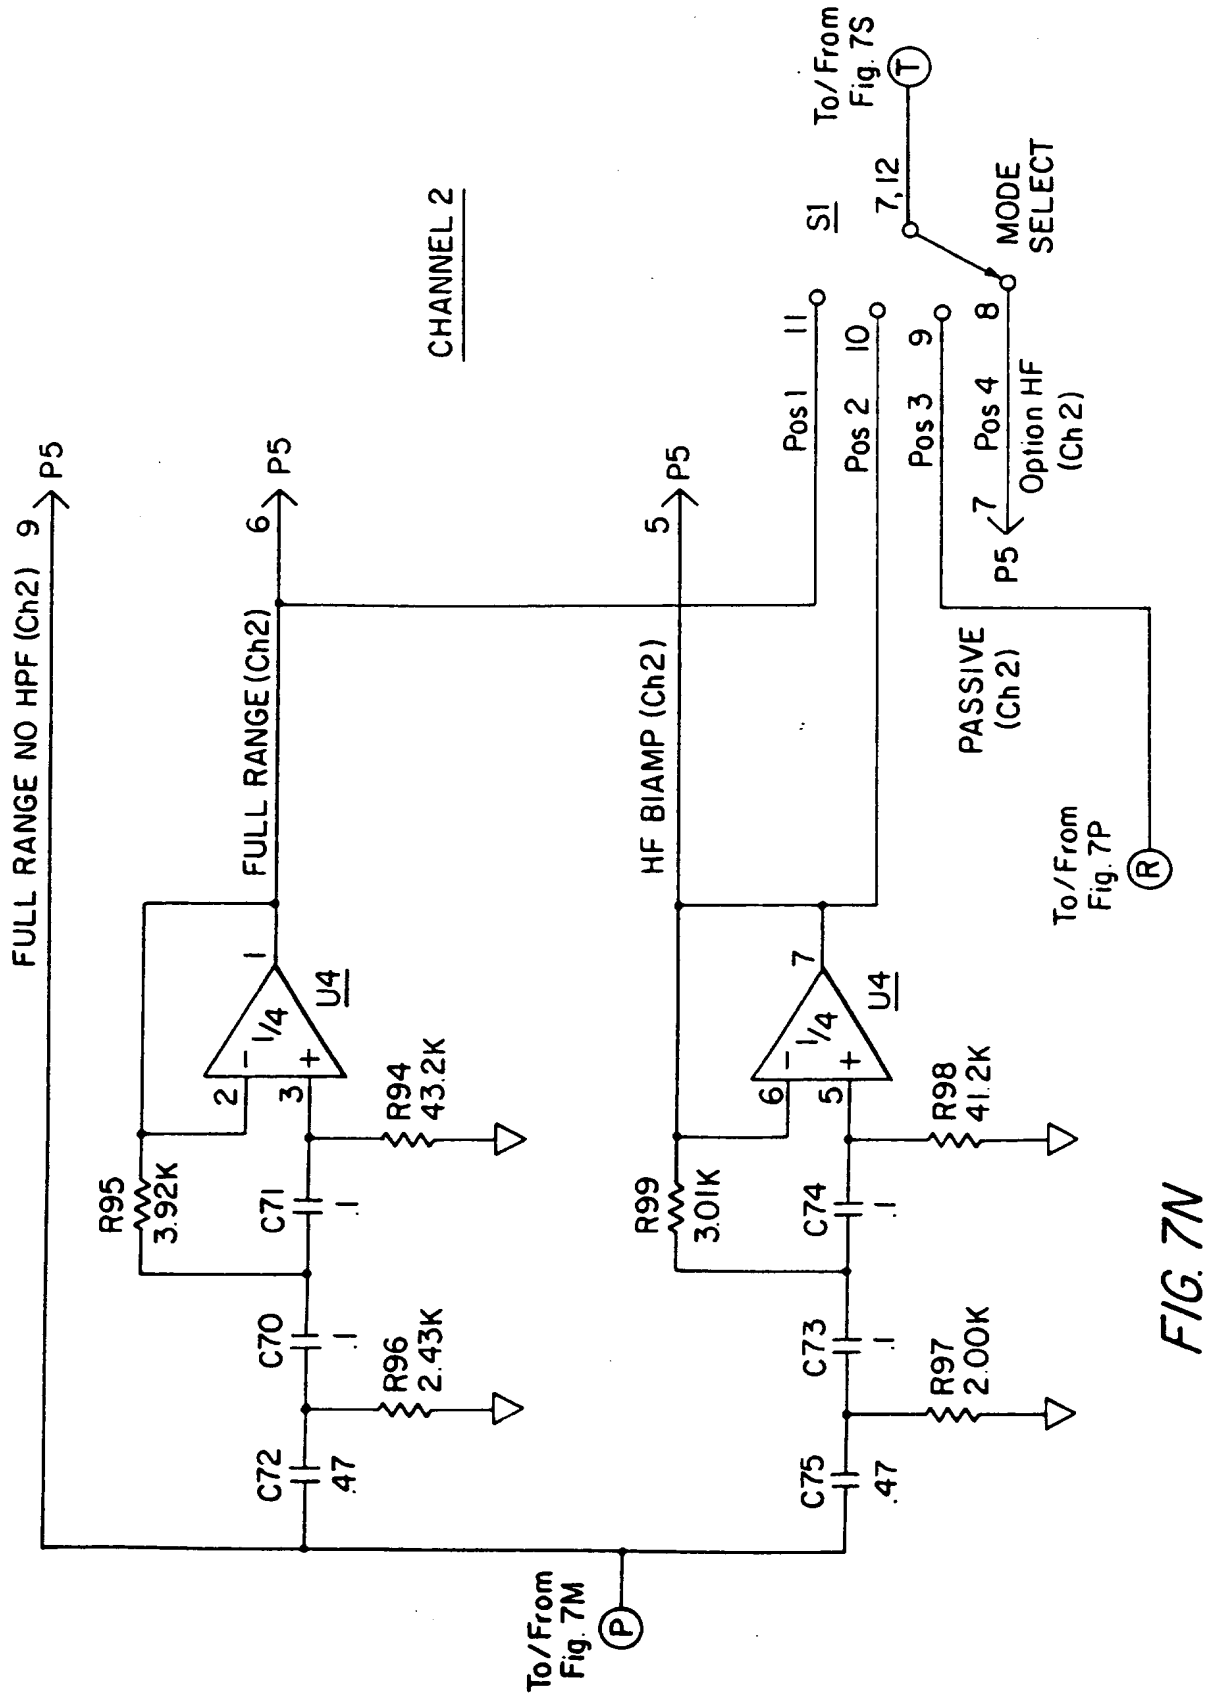 FULL RANGE NO HPF (Ch2) 9
P5
R95
3.92K
FULL RANGE (Ch2)
6
P5
CHANNEL 2
2
-
1/4
1
U4
C72
.47
C70
.1
C71
.1
3
+
R96
2.43K
R94
43.2K
To/From
Fig. 7M
P
R99
3.01K
HF BIAMP (Ch2)
5
P5
6
-
1/4
7
U4
C75
.47
C73
.1
C74
.1
5
+
R97
2.00K
R98
41.2K
Pos 1
11
S1
7, 12
To/From
Fig. 7S
T
Pos 2
10
Pos 3
9
PASSIVE
(Ch 2)
P5
7
Pos 4
8
Option HF
(Ch 2)
MODE
SELECT
To/From
Fig. 7P
R
FIG. 7N